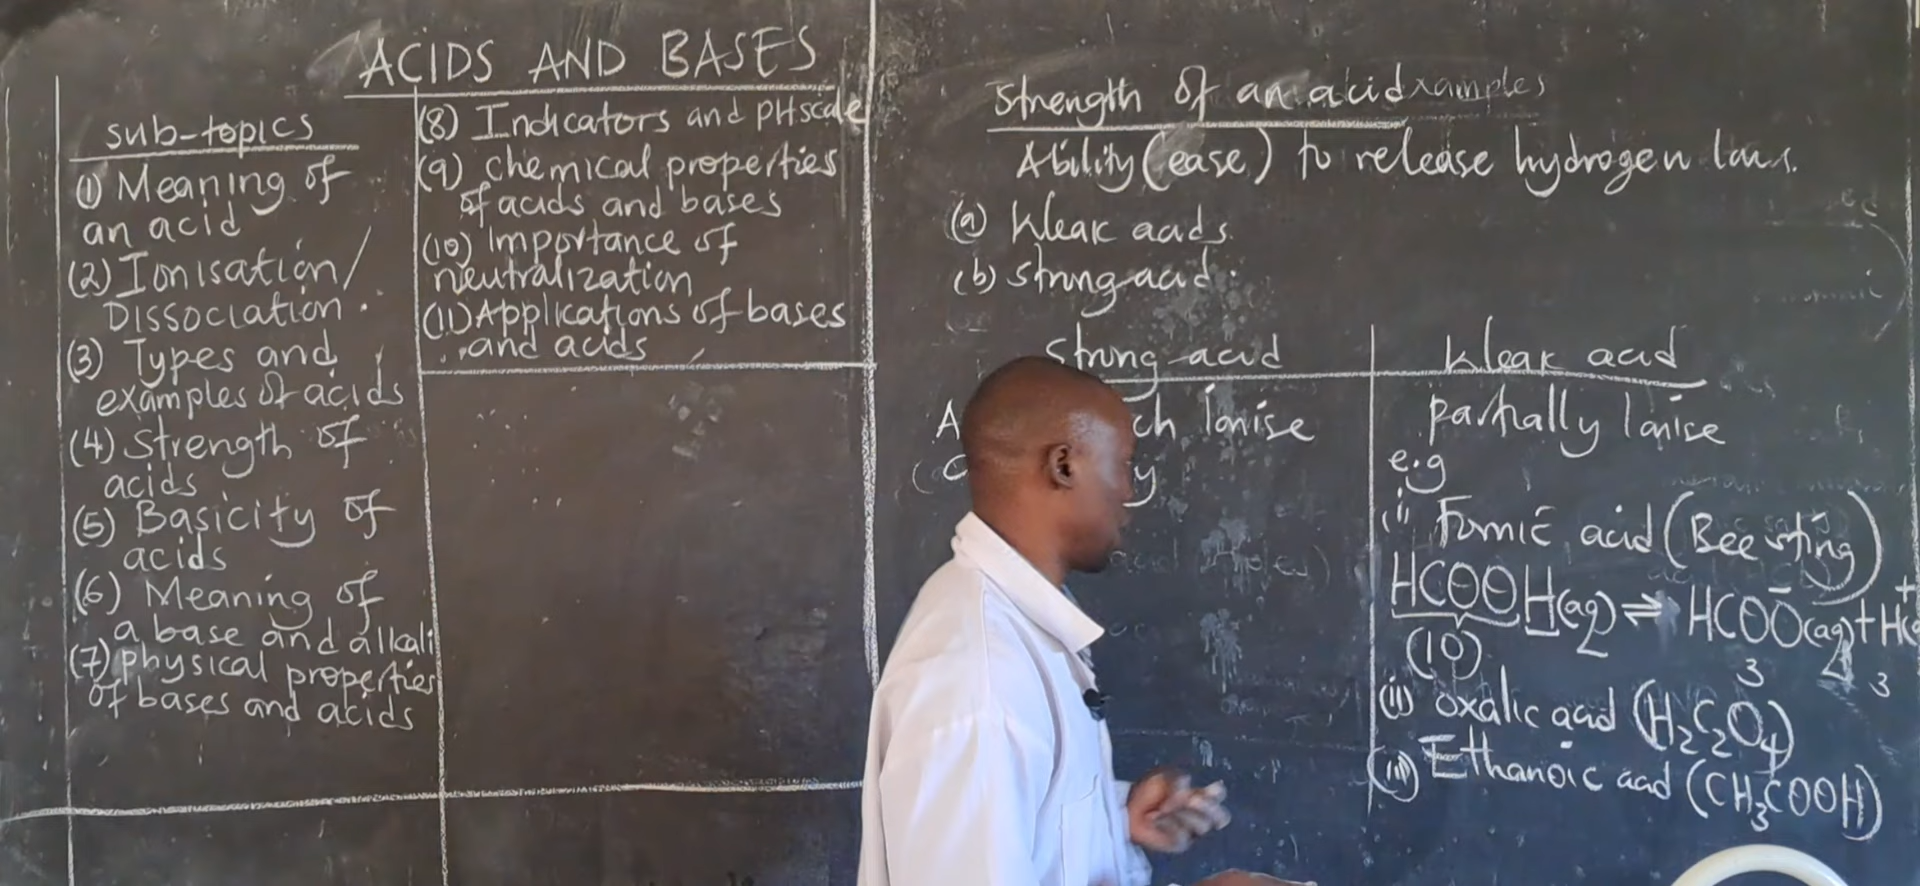 ACIDS AND BASES
sub-topics
(1) Meaning of
an acid
(2) Ionisation/
Dissociation.
(3) Types and
examples of acids
(4) Strength of
acids
(5) Basicity of
acids
(6) Meaning of
a base and alkali
(7) physical properties
of bases and acids
(8) Indicators and pHscale
(9) chemical properties
of acids and bases
(10) Importance of
neutralization
(11) Applications of bases
and acids
Strength of an acid
Ability (ease) to release hydrogen Ions.
(a) Weak acids.
(b) Strong acid.
Strong acid
ch Ionise
y
Weak acid
partially Ionise
e.g
(i) Formic acid (Bee sting)
HCOOH(aq) ⇌ HCOO⁻(aq) + H⁺
(10) 3 3
(ii) oxalic acid (H₂C₂O₄)
(iii) Ethanoic acid (CH₃COOH)